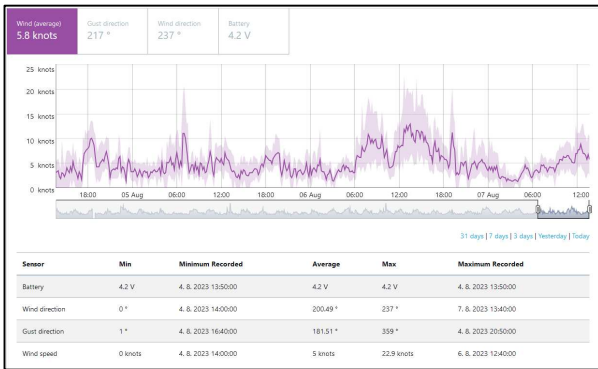 Wind (average) Gust direction Wind direction Battery
5.8 knots 217 ° 237 ° 4.2 V
25 knots
20 knots
15 knots
10 knots
5 knots
0 knots
18:00 05 Aug 06:00 12:00 18:00 06 Aug 06:00 12:00 18:00 07 Aug 06:00 12:00
31 days | 7 days | 3 days | Yesterday | Today
Sensor Min Minimum Recorded Average Max Maximum Recorded
Battery 4.2 V 4. 8. 2023 13:50:00 4.2 V 4.2 V 4. 8. 2023 13:50:00
Wind direction 0 ° 4. 8. 2023 14:00:00 200.49 ° 237 ° 7. 8. 2023 13:40:00
Gust direction 1 ° 4. 8. 2023 16:40:00 181.51 ° 359 ° 4. 8. 2023 20:50:00
Wind speed 0 knots 4. 8. 2023 14:00:00 5 knots 22.9 knots 6. 8. 2023 12:40:00